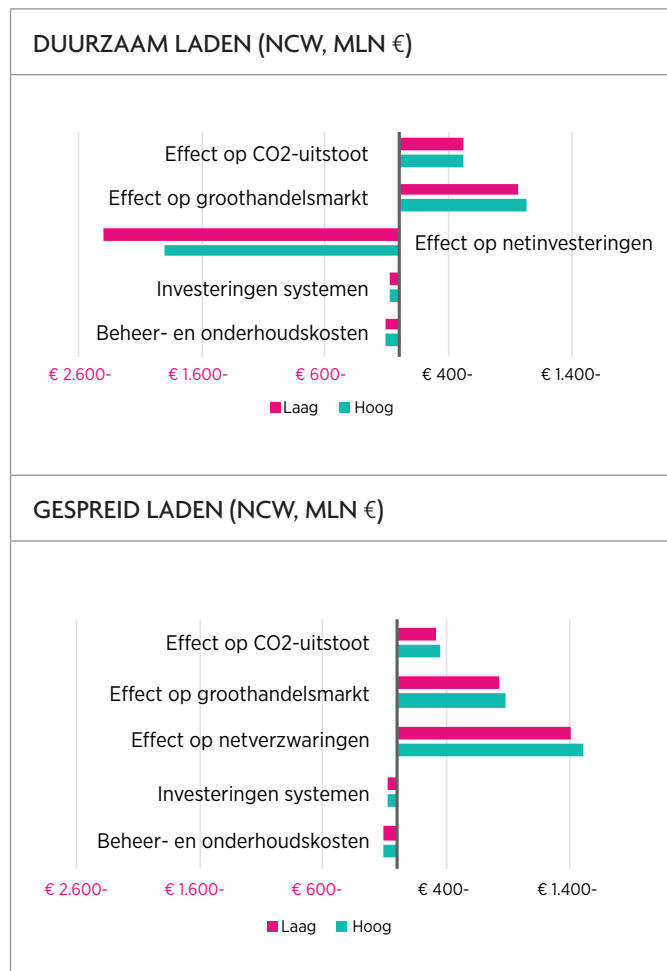 DUURZAAM LADEN (NCW, MLN €)
Effect op CO2-uitstoot
Effect op groothandelsmarkt
Effect op netinvesteringen
Investeringen systemen
Beheer- en onderhoudskosten
€ 2.600- € 1.600- € 600- € 400- € 1.400-
Laag Hoog
GESPREID LADEN (NCW, MLN €)
Effect op CO2-uitstoot
Effect op groothandelsmarkt
Effect op netverzwaringen
Investeringen systemen
Beheer- en onderhoudskosten
€ 2.600- € 1.600- € 600- € 400- € 1.400-
Laag Hoog